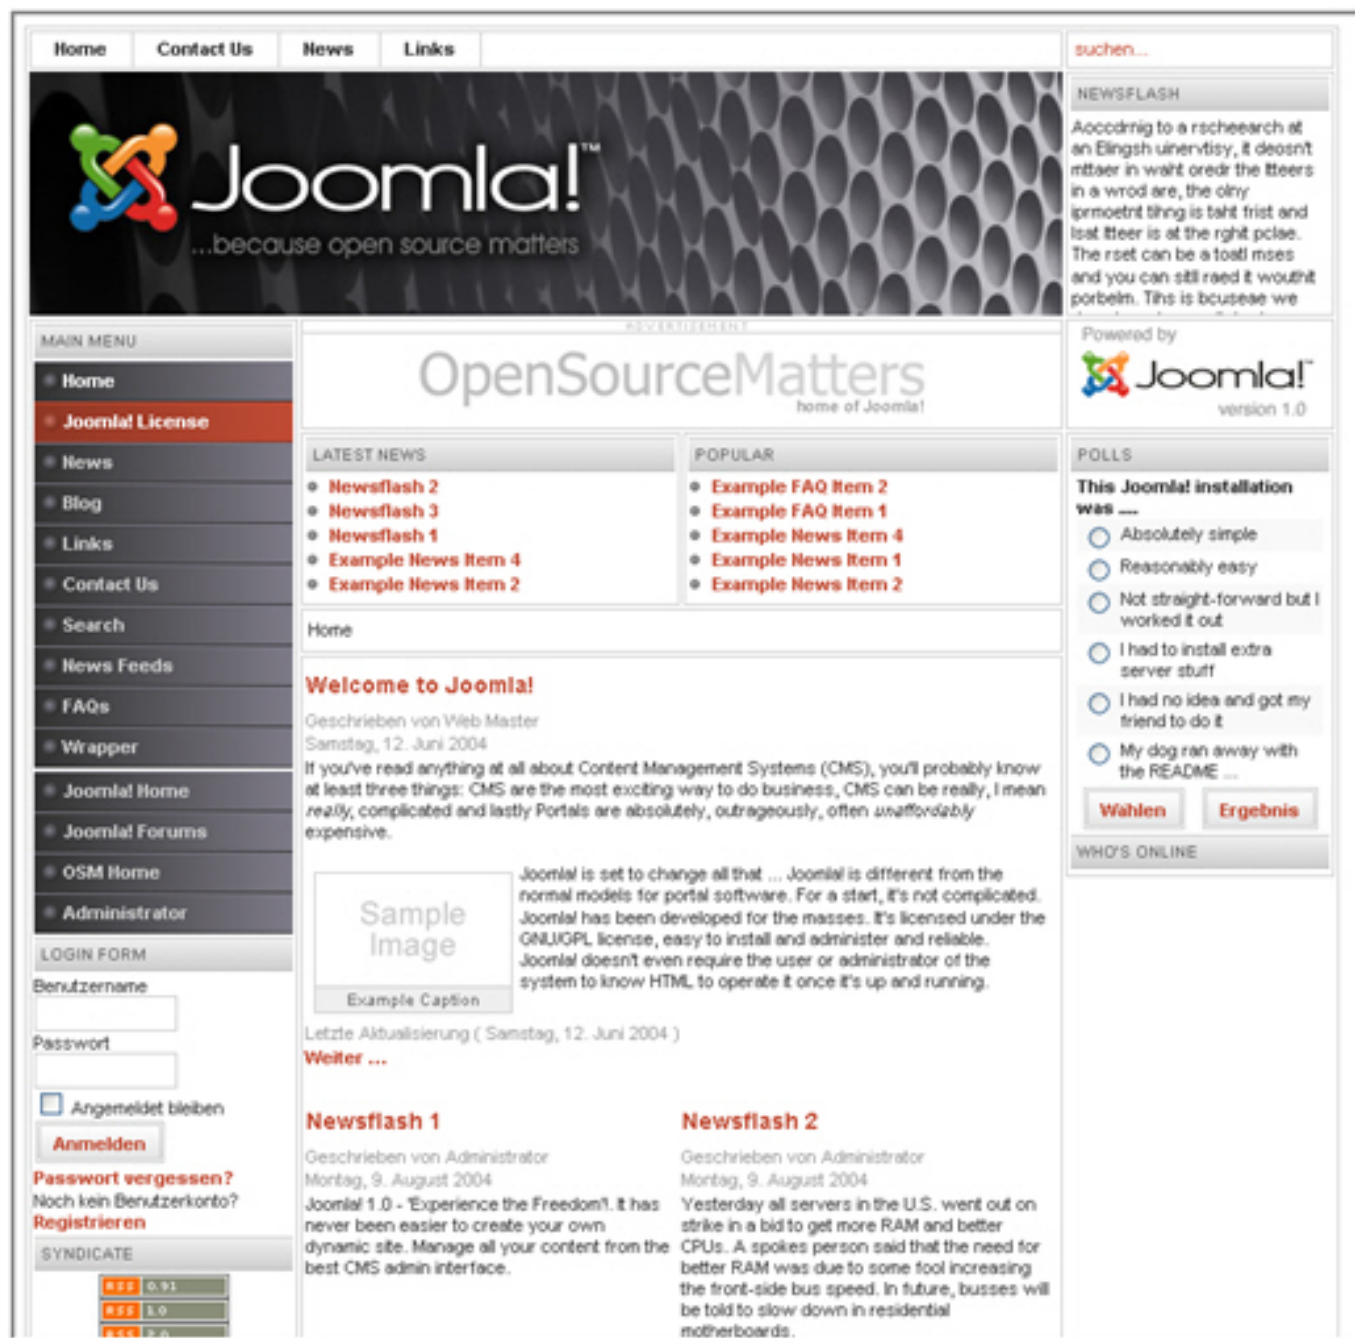 Home
Contact Us
News
Links
suchen...
Joomla!™
...because open source matters
NEWSFLASH
Aoccdrnig to a rscheearch at
an Elingsh uinervtisy, it deosn't
mttaer in waht oredr the ltteers
in a wrod are, the olny
iprmoetnt tihng is taht frist and
lsat ltteer is at the rghit pclae.
The rset can be a toatl mses
and you can sitll raed it wouthit
porbelm. Tihs is bcuseae we
MAIN MENU
Home
Joomla! License
News
Blog
Links
Contact Us
Search
News Feeds
FAQs
Wrapper
Joomla! Home
Joomla! Forums
OSM Home
Administrator
LOGIN FORM
Benutzername
Passwort
Angemeldet bleiben
Anmelden
Passwort vergessen?
Noch kein Benutzerkonto?
Registrieren
SYNDICATE
RSS 0.91
RSS 1.0
RSS 2.0
ADVERTISEMENT
OpenSourceMatters
home of Joomla!
LATEST NEWS
Newsflash 2
Newsflash 3
Newsflash 1
Example News Item 4
Example News Item 2
POPULAR
Example FAQ Item 2
Example FAQ Item 1
Example News Item 4
Example News Item 1
Example News Item 2
Home
Welcome to Joomla!
Geschrieben von Web Master
Samstag, 12. Juni 2004
If you've read anything at all about Content Management Systems (CMS), you'll probably know
at least three things: CMS are the most exciting way to do business, CMS can be really, I mean
really, complicated and lastly Portals are absolutely, outrageously, often unaffordably
expensive.
Sample
Image
Example Caption
Joomla! is set to change all that ... Joomla! is different from the
normal models for portal software. For a start, it's not complicated.
Joomla! has been developed for the masses. It's licensed under the
GNU/GPL license, easy to install and administer and reliable.
Joomla! doesn't even require the user or administrator of the
system to know HTML to operate it once it's up and running.
Letzte Aktualisierung ( Samstag, 12. Juni 2004 )
Weiter ...
Newsflash 1
Geschrieben von Administrator
Montag, 9. August 2004
Joomla! 1.0 - 'Experience the Freedom'!. It has
never been easier to create your own
dynamic site. Manage all your content from the
best CMS admin interface.
Newsflash 2
Geschrieben von Administrator
Montag, 9. August 2004
Yesterday all servers in the U.S. went out on
strike in a bid to get more RAM and better
CPUs. A spokes person said that the need for
better RAM was due to some fool increasing
the front-side bus speed. In future, busses will
be told to slow down in residential
motherboards.
Powered by
Joomla!™
version 1.0
POLLS
This Joomla! installation
was ....
Absolutely simple
Reasonably easy
Not straight-forward but I
worked it out
I had to install extra
server stuff
I had no idea and got my
friend to do it
My dog ran away with
the README ...
Wählen
Ergebnis
WHO'S ONLINE